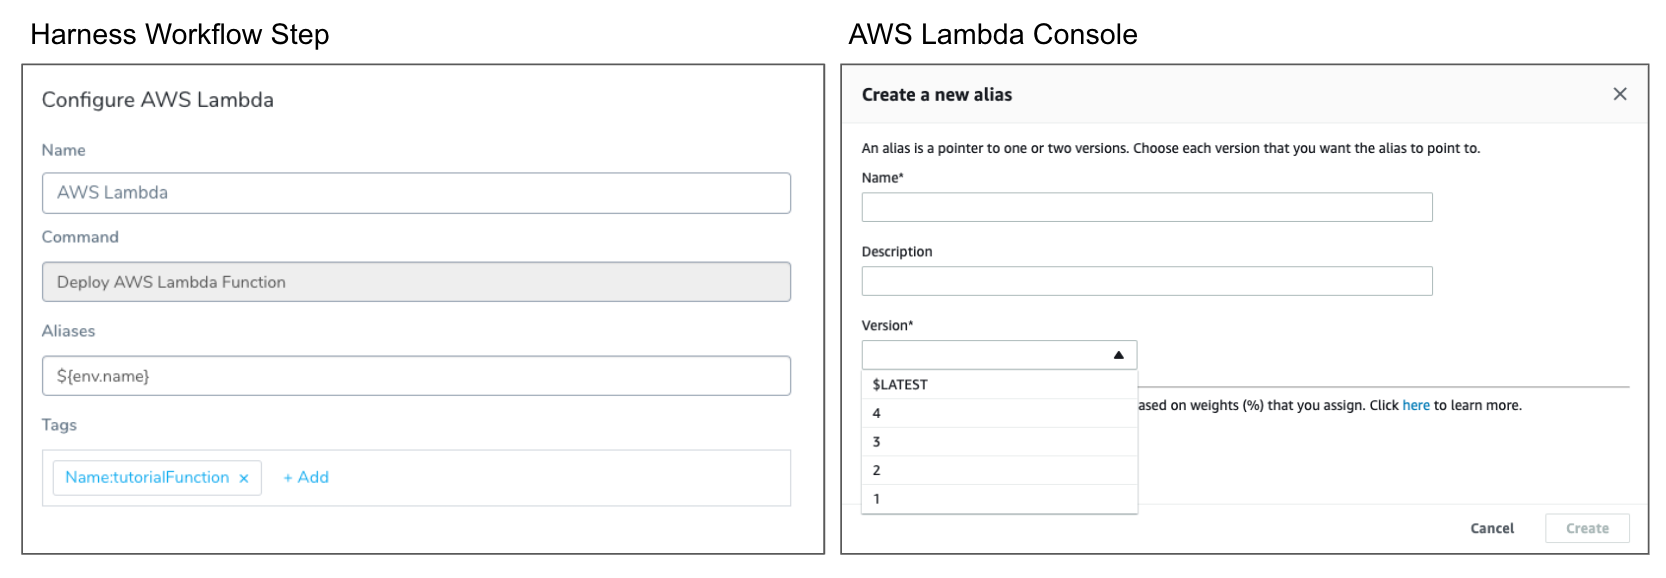 Harness Workflow Step
Configure AWS Lambda
Name
AWS Lambda
Command
Deploy AWS Lambda Function
Aliases
${env.name}
Tags
Name:tutorialFunction ×
+ Add
AWS Lambda Console
Create a new alias
An alias is a pointer to one or two versions. Choose each version that you want the alias to point to.
Name*
Description
Version*
$LATEST
ased on weights (%) that you assign. Click here to learn more.
4
3
2
1
Cancel
Create